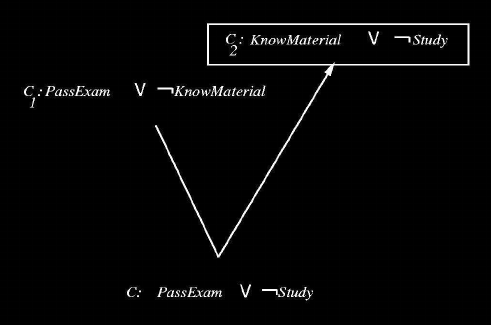 C₂: KnowMaterial ∨ ¬Study
C₁: PassExam ∨ ¬KnowMaterial
C: PassExam ∨ ¬Study